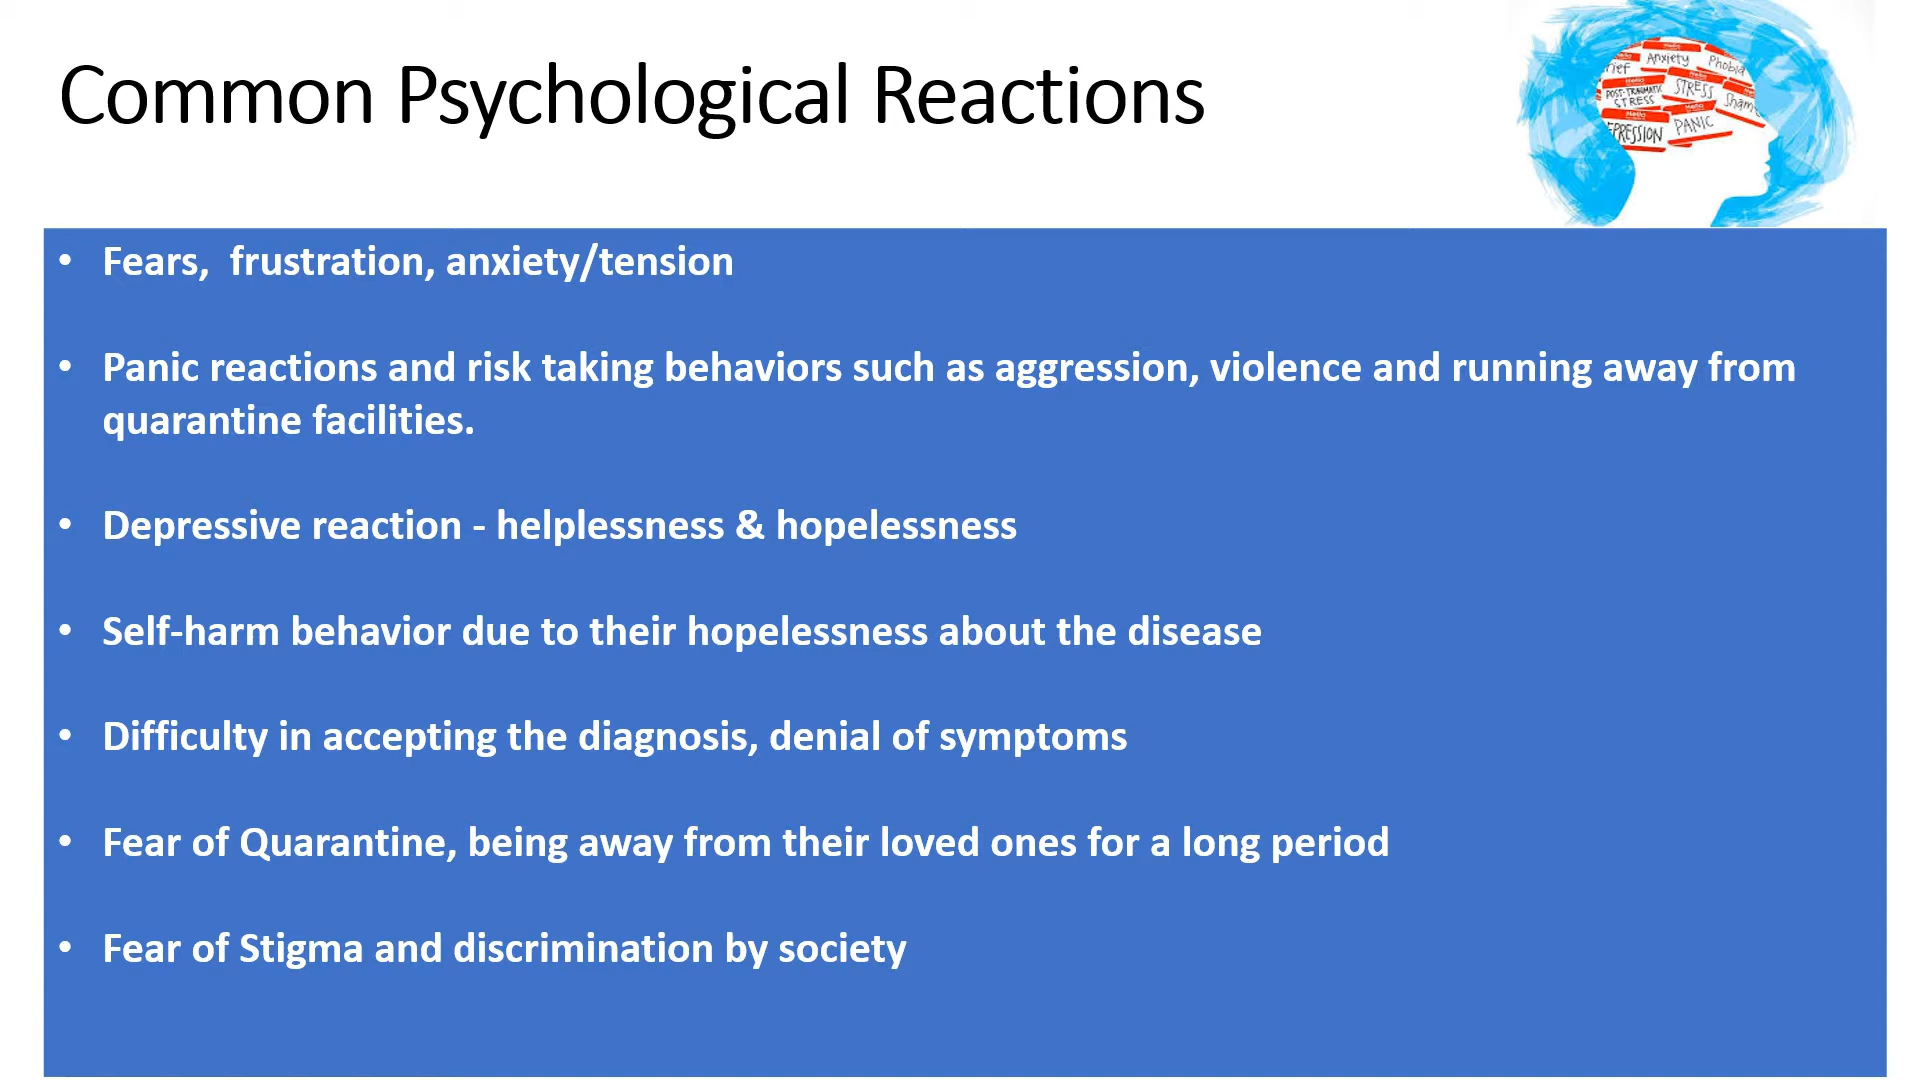 Common Psychological Reactions
Anxiety
Phobia
POST-TRAUMATIC
STRESS
STRESS
PANIC
• Fears,  frustration, anxiety/tension
• Panic reactions and risk taking behaviors such as aggression, violence and running away from
quarantine facilities.
• Depressive reaction - helplessness & hopelessness
• Self-harm behavior due to their hopelessness about the disease
• Difficulty in accepting the diagnosis, denial of symptoms
• Fear of Quarantine, being away from their loved ones for a long period
• Fear of Stigma and discrimination by society